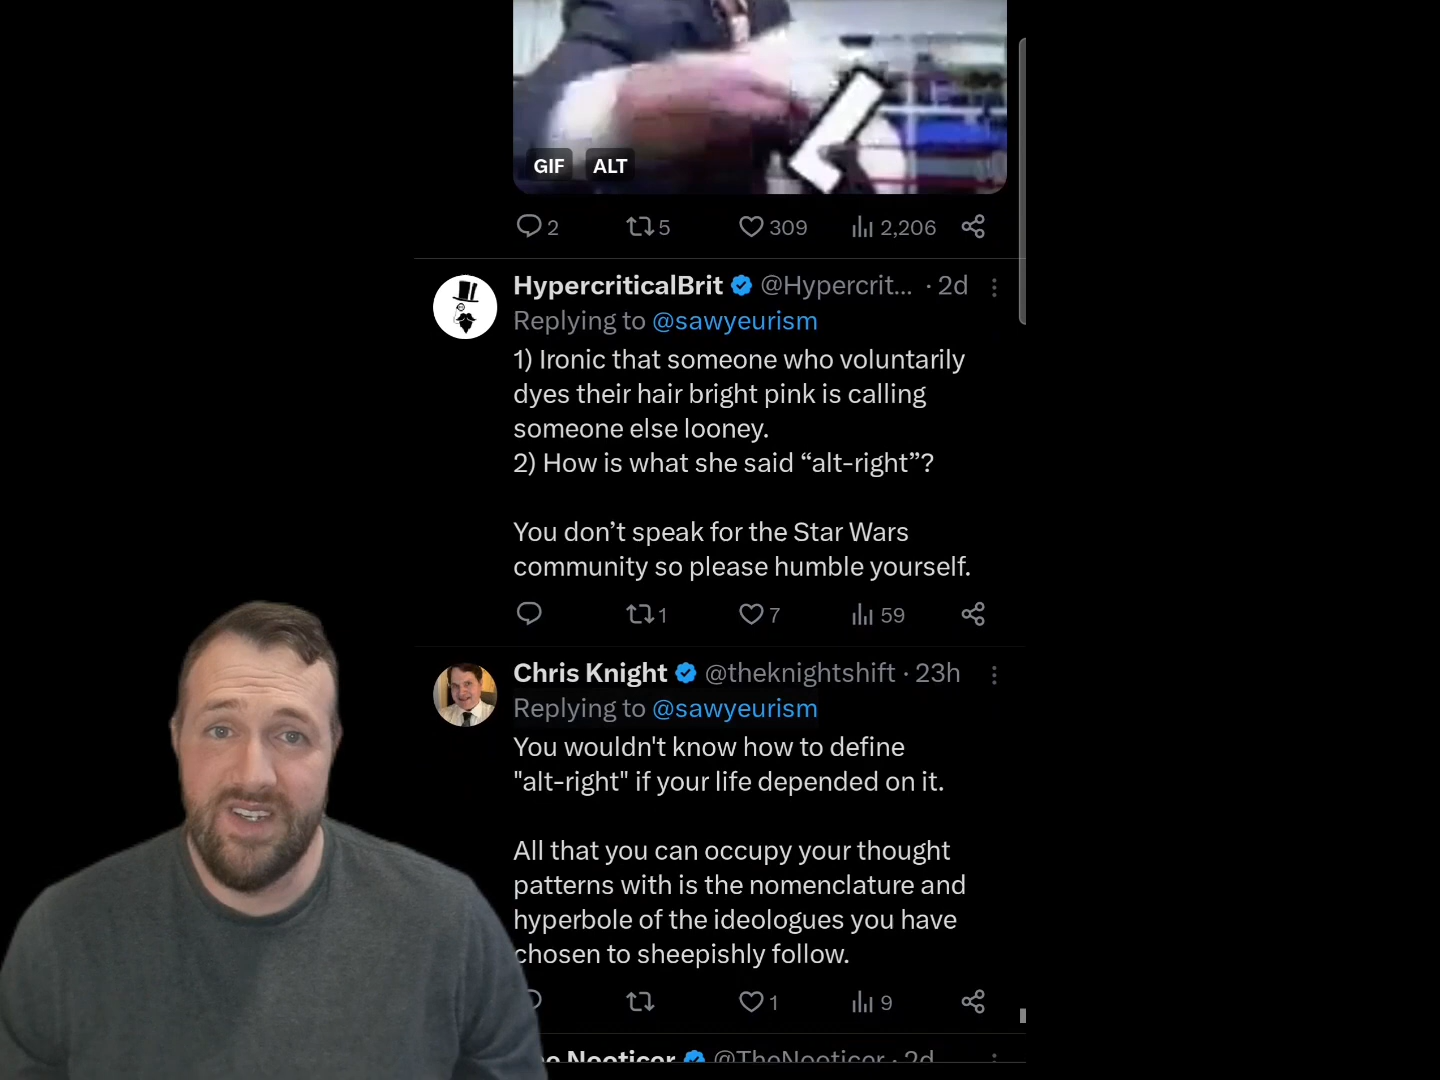 GIF ALT
2 5 309 2,206
HypercriticalBrit @Hypercrit... · 2d
Replying to @sawyeurism
1) Ironic that someone who voluntarily
dyes their hair bright pink is calling
someone else looney.
2) How is what she said “alt-right”?
You don’t speak for the Star Wars
community so please humble yourself.
1 7 59
Chris Knight @theknightshift · 23h
Replying to @sawyeurism
You wouldn't know how to define
"alt-right" if your life depended on it.
All that you can occupy your thought
patterns with is the nomenclature and
hyperbole of the ideologues you have
chosen to sheepishly follow.
1 9
Nooticer @TheNooticer · 2d